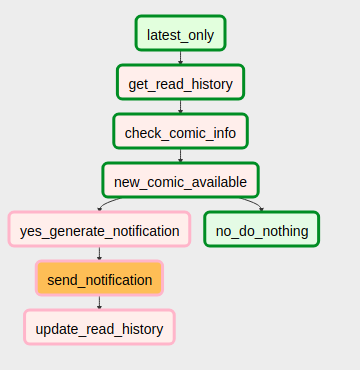 latest_only
get_read_history
check_comic_info
new_comic_available
yes_generate_notification
no_do_nothing
send_notification
update_read_history